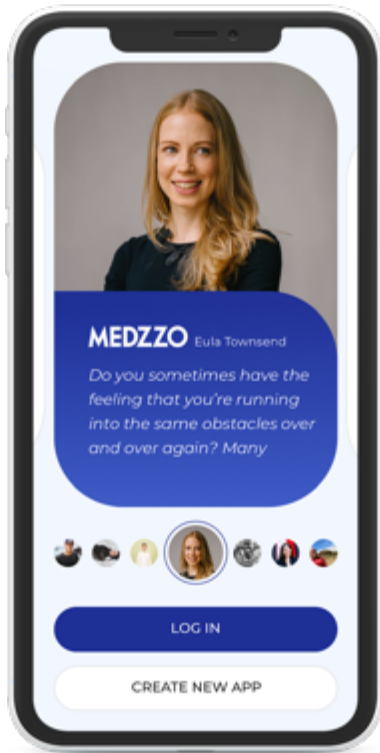 MEDZZO Eula Townsend
Do you sometimes have the
feeling that you're running
into the same obstacles over
and over again? Many
LOG IN
CREATE NEW APP